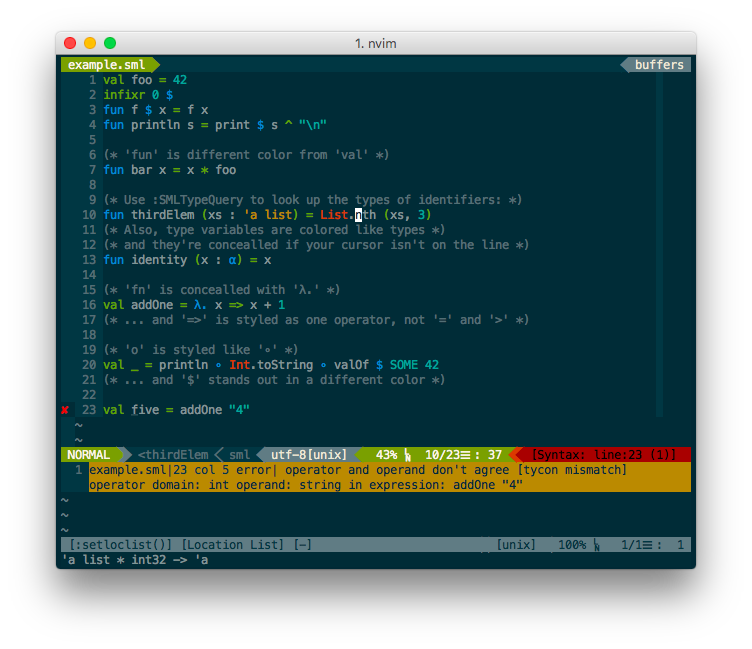 1. nvim
example.sml buffers
1 val foo = 42
2 infixr 0 $
3 fun f $ x = f x
4 fun println s = print $ s ^ "\n"
5
6 (* 'fun' is different color from 'val' *)
7 fun bar x = x * foo
8
9 (* Use :SMLTypeQuery to look up the types of identifiers: *)
10 fun thirdElem (xs : 'a list) = List.nth (xs, 3)
11 (* Also, type variables are colored like types *)
12 (* and they're concealled if your cursor isn't on the line *)
13 fun identity (x : α) = x
14
15 (* 'fn' is concealled with 'λ.' *)
16 val addOne = λ. x => x + 1
17 (* ... and '=>' is styled as one operator, not '=' and '>' *)
18
19 (* 'o' is styled like '∘' *)
20 val _ = println ∘ Int.toString ∘ valOf $ SOME 42
21 (* ... and '$' stands out in a different color *)
22
✘ 23 val five = addOne "4"
~
~
NORMAL <thirdElem sml utf-8[unix] 43% ␤ 10/23☰ : 37 [Syntax: line:23 (1)]
1 example.sml|23 col 5 error| operator and operand don't agree [tycon mismatch]
operator domain: int operand: string in expression: addOne "4"
~
~
~
[:setloclist()] [Location List] [-] [unix] 100% ␤ 1/1☰ : 1
'a list * int32 -> 'a